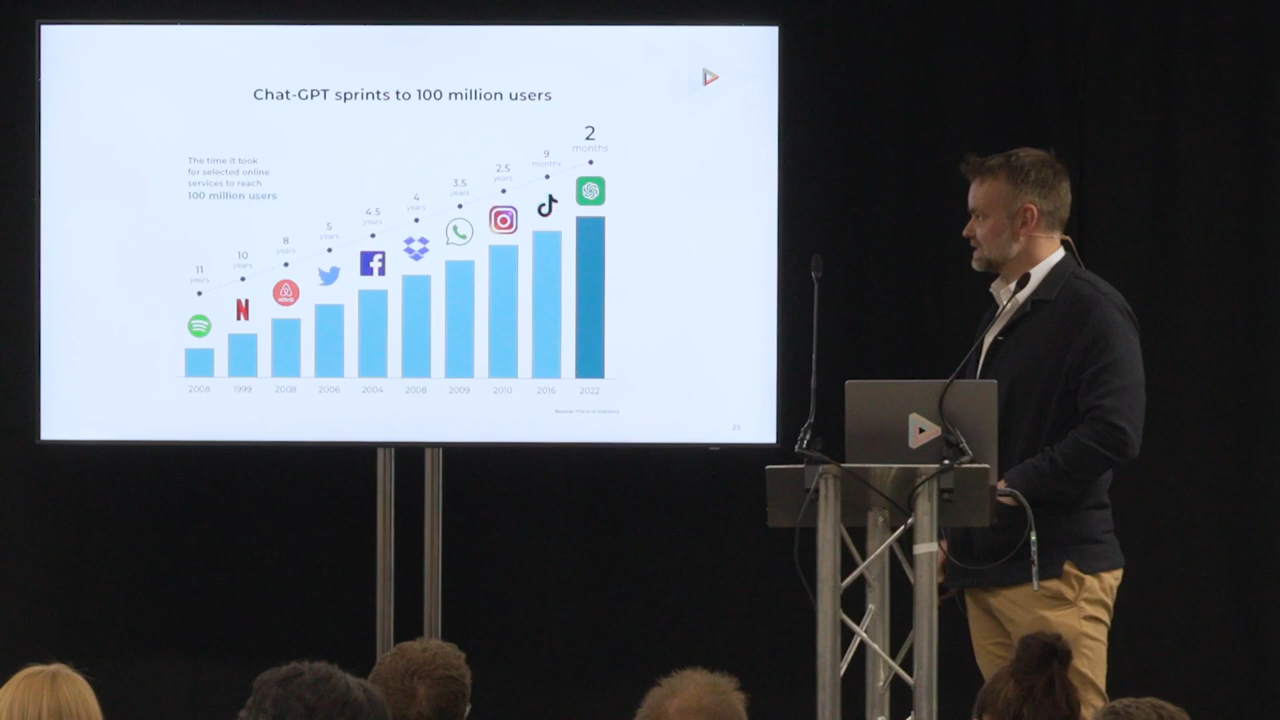 Chat-GPT sprints to 100 million users
The time it took
for selected online
services to reach
100 million users
11
years
10
years
8
years
5
years
4.5
years
4
years
3.5
years
2.5
years
9
months
2
months
N
airbnb
f
2008 1999 2008 2006 2004 2008 2009 2010 2016 2022
23